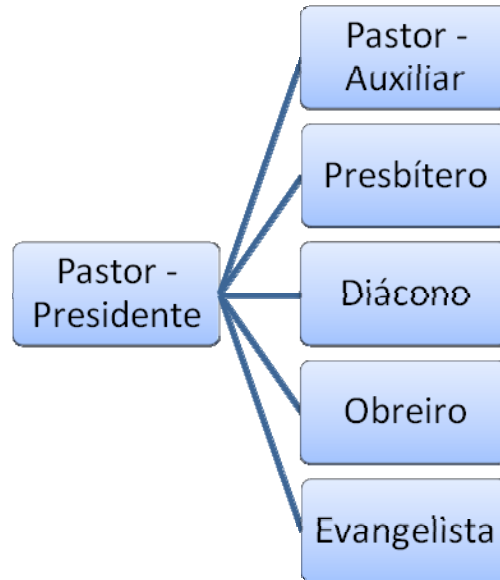 Pastor -
Auxiliar
Presbítero
Pastor -
Presidente
Diácono
Obreiro
Evangelista